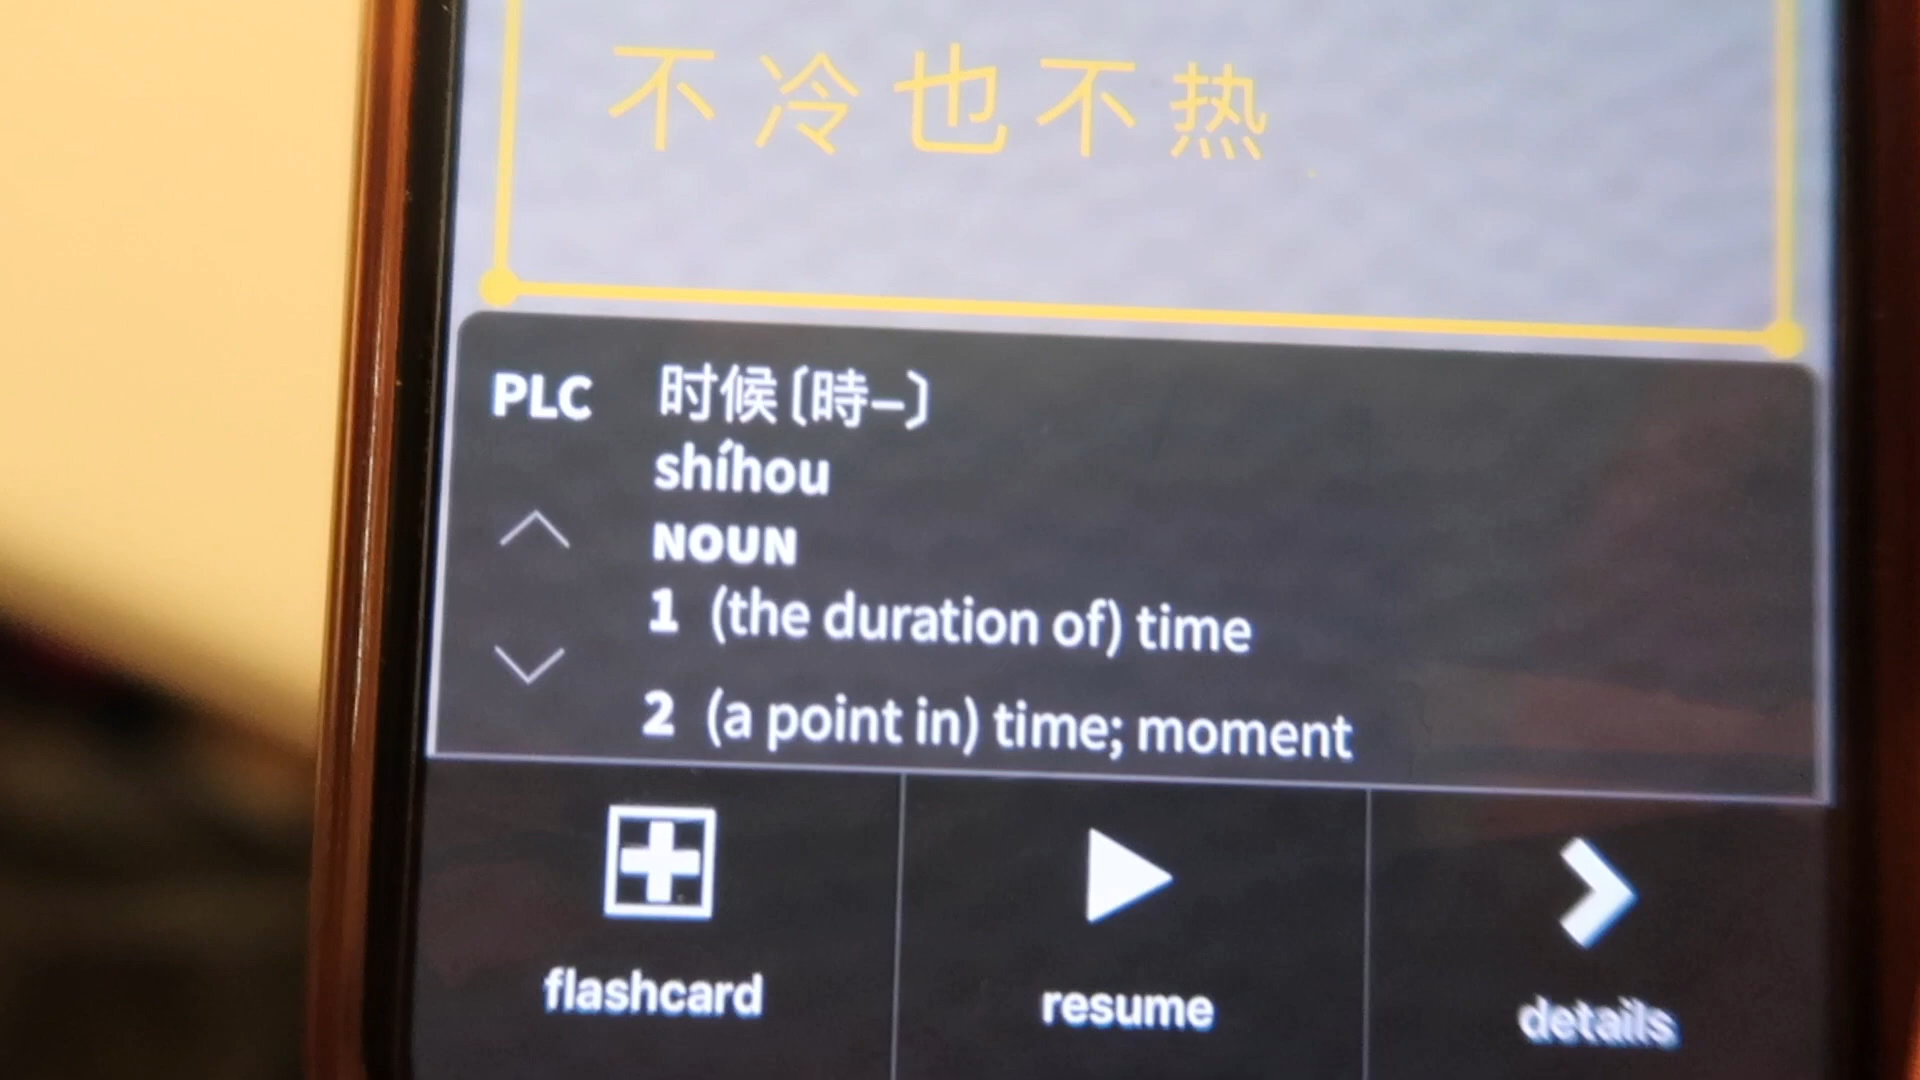 不冷也不热
PLC 时候〔時–〕
shíhou
NOUN
1 (the duration of) time
2 (a point in) time; moment
flashcard resume details